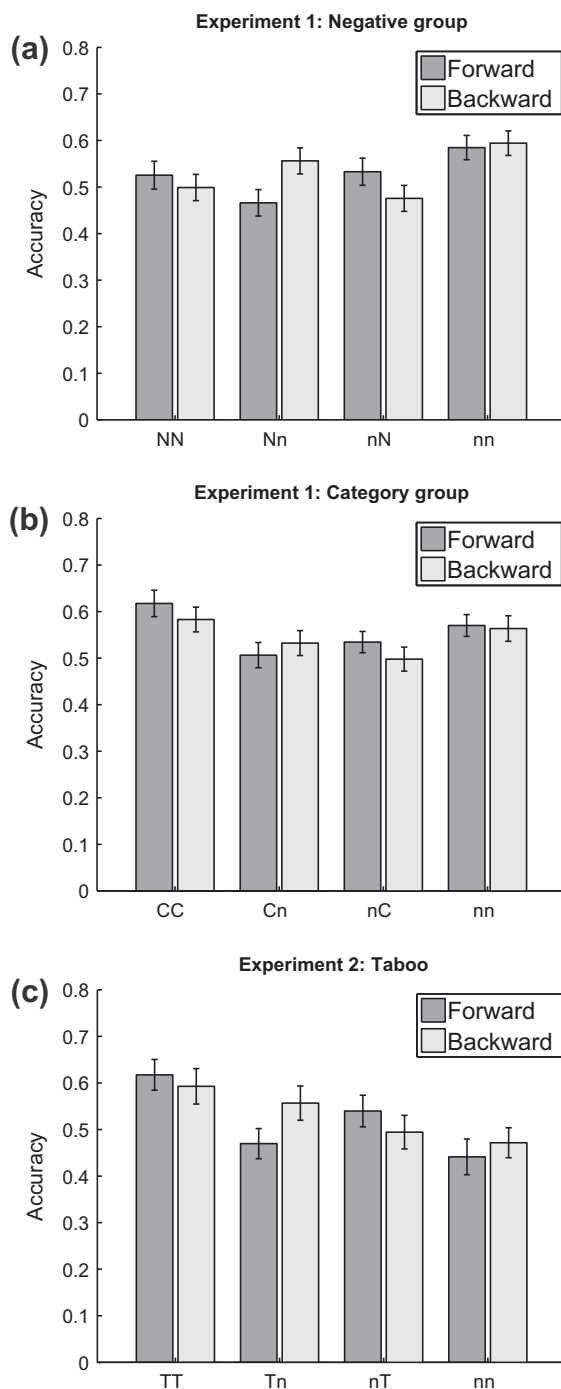 Experiment 1: Negative group
(a)
Forward
Backward
0.8
0.7
0.6
0.5
0.4
0.3
0.2
0.1
0
Accuracy
NN Nn nN nn
Experiment 1: Category group
(b)
Forward
Backward
0.8
0.7
0.6
0.5
0.4
0.3
0.2
0.1
0
Accuracy
CC Cn nC nn
Experiment 2: Taboo
(c)
Forward
Backward
0.8
0.7
0.6
0.5
0.4
0.3
0.2
0.1
0
Accuracy
TT Tn nT nn